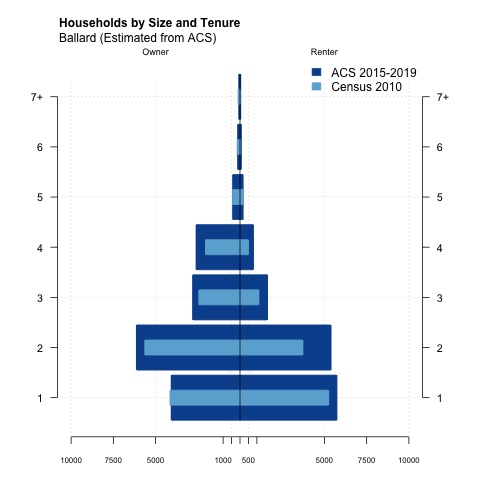 Households by Size and Tenure
Ballard (Estimated from ACS)
Owner Renter
ACS 2015-2019
Census 2010
7+ 7+
6 6
5 5
4 4
3 3
2 2
1 1
10000 7500 5000 1000 500 5000 7500 10000